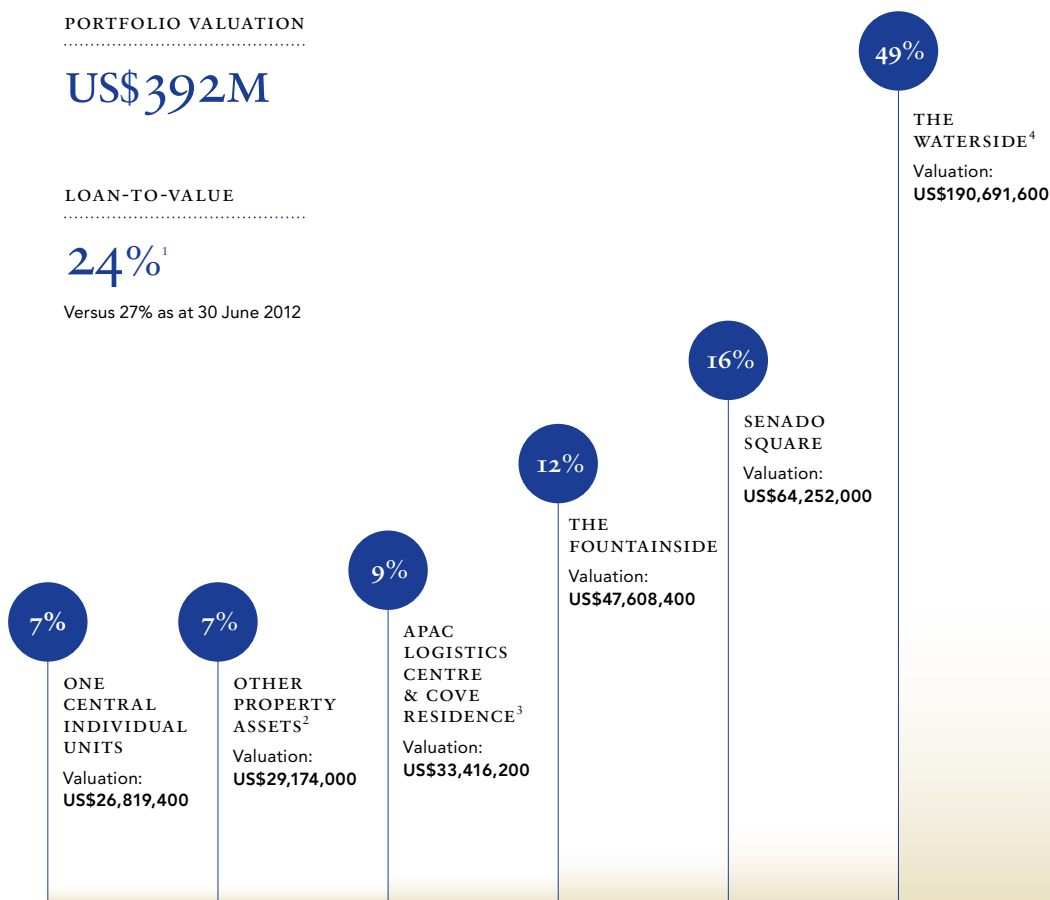 PORTFOLIO VALUATION
US$392M
LOAN-TO-VALUE
24%¹
Versus 27% as at 30 June 2012
7%
ONE
CENTRAL
INDIVIDUAL
UNITS
Valuation:
US$26,819,400
7%
OTHER
PROPERTY
ASSETS²
Valuation:
US$29,174,000
9%
APAC
LOGISTICS
CENTRE
& COVE
RESIDENCE³
Valuation:
US$33,416,200
12%
THE
FOUNTAINSIDE
Valuation:
US$47,608,400
16%
SENADO
SQUARE
Valuation:
US$64,252,000
49%
THE
WATERSIDE⁴
Valuation:
US$190,691,600